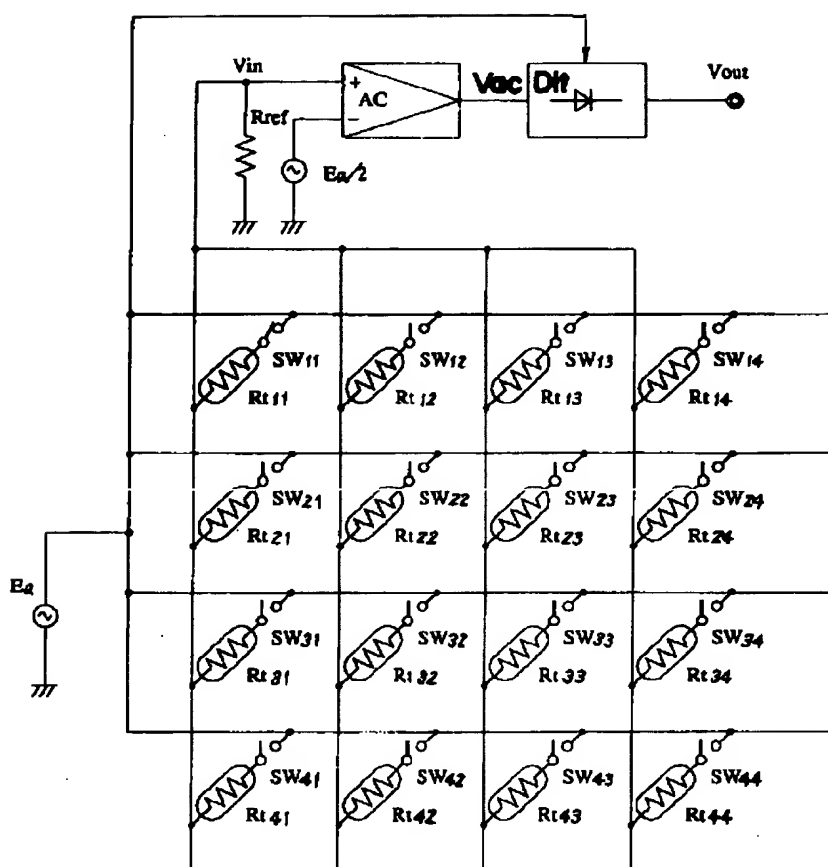 Vin
Vac
Dit
Vout
+
AC
−
Rref
Ea/2
SW11
SW12
SW13
SW14
Rt11
Rt12
Rt13
Rt14
SW21
SW22
SW23
SW24
Rt21
Rt22
Rt23
Rt24
Ea
SW31
SW32
SW33
SW34
Rt31
Rt32
Rt33
Rt34
SW41
SW42
SW43
SW44
Rt41
Rt42
Rt43
Rt44